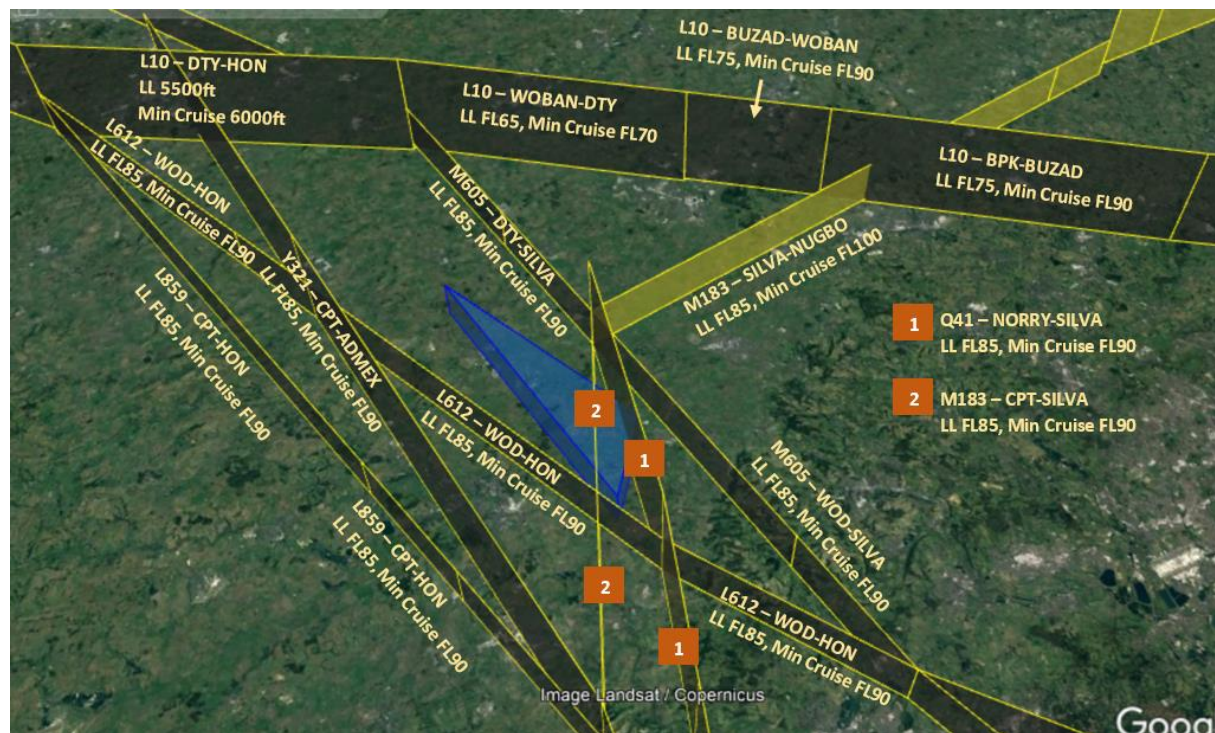 L10 – BUZAD-WOBAN
LL FL75, Min Cruise FL90
L10 – DTY-HON
LL 5500ft
Min Cruise 6000ft
L10 – WOBAN-DTY
LL FL65, Min Cruise FL70
L10 – BPK-BUZAD
LL FL75, Min Cruise FL90
L612 – WOD-HON
LL FL85, Min Cruise FL90
M605 – DTY-SILVA
LL FL85, Min Cruise FL90
Y321 – CPT-ADMEX
LL FL85, Min Cruise FL90
M183 – SILVA-NUGBO
LL FL85, Min Cruise FL100
L859 – CPT-HON
LL FL85, Min Cruise FL90
1
Q41 – NORRY-SILVA
LL FL85, Min Cruise FL90
2
M183 – CPT-SILVA
LL FL85, Min Cruise FL90
L612 – WOD-HON
LL FL85, Min Cruise FL90
2
1
M605 – WOD-SILVA
LL FL85, Min Cruise FL90
L859 – CPT-HON
LL FL85, Min Cruise FL90
2
1
L612 – WOD-HON
LL FL85, Min Cruise FL90
Image Landsat / Copernicus
Goog